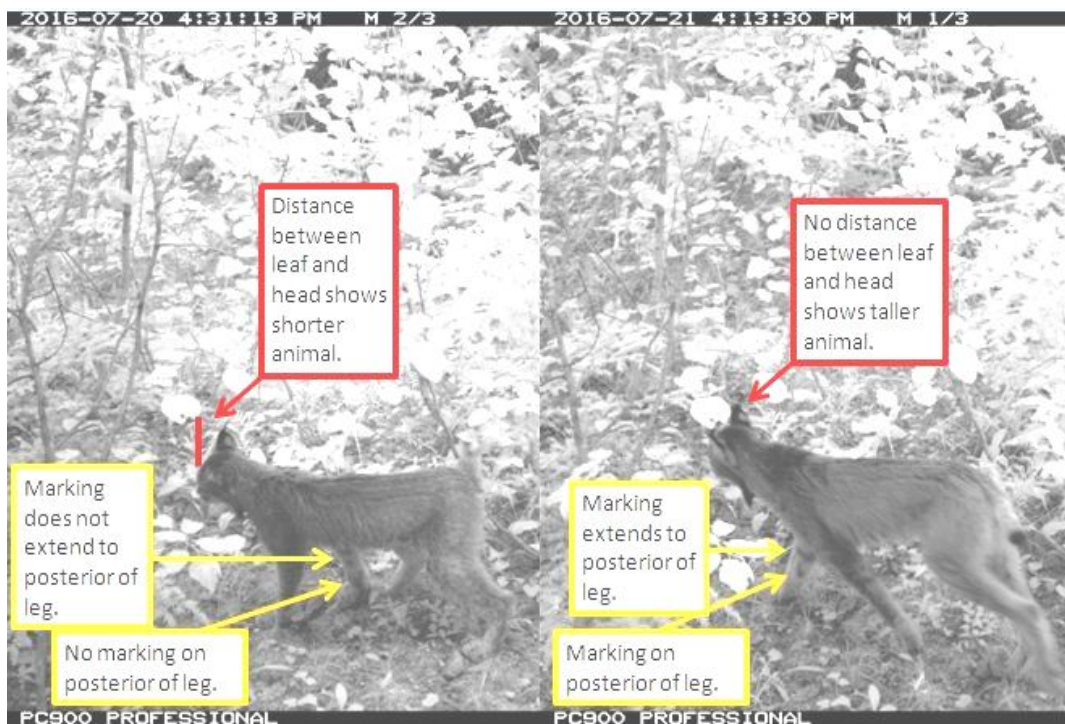 2016-07-20 4:31:13 PM M 2/3
2016-07-21 4:13:30 PM M 1/3
Distance
between
leaf and
head shows
shorter
animal.
No distance
between leaf
and head
shows taller
animal.
Marking
does not
extend to
posterior of
leg.
Marking
extends to
posterior of
leg.
No marking on
posterior of leg.
Marking on
posterior of leg.
PC900 PROFESSIONAL
PC900 PROFESSIONAL